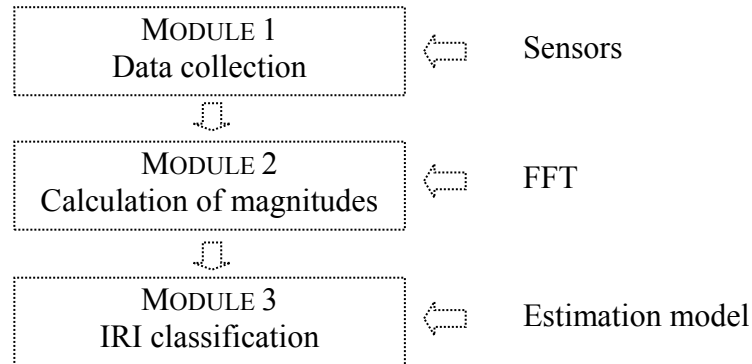 MODULE 1
Data collection
Sensors
MODULE 2
Calculation of magnitudes
FFT
MODULE 3
IRI classification
Estimation model